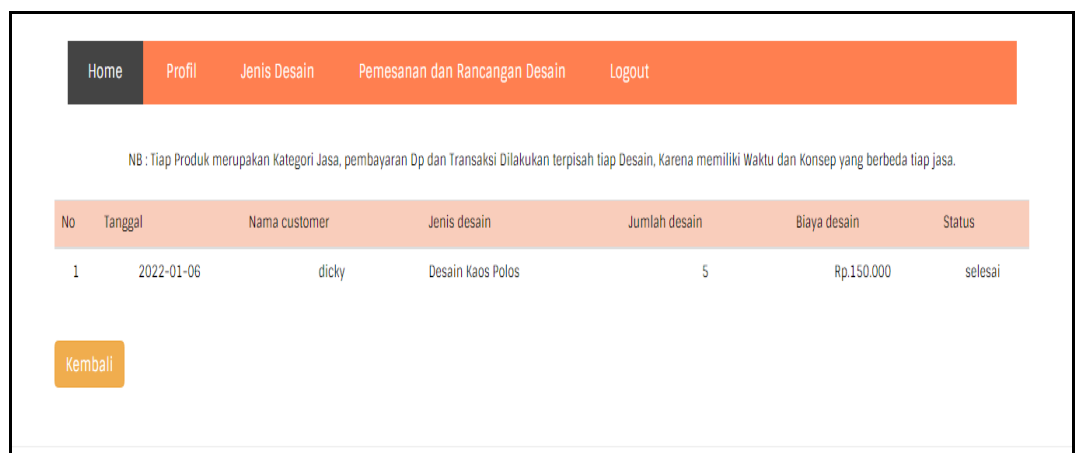 Home Profil Jenis Desain Pemesanan dan Rancangan Desain Logout
NB : Tiap Produk merupakan Kategori Jasa, pembayaran Dp dan Transaksi Dilakukan terpisah tiap Desain, Karena memiliki Waktu dan Konsep yang berbeda tiap jasa.
No Tanggal Nama customer Jenis desain Jumlah desain Biaya desain Status
1 2022-01-06 dicky Desain Kaos Polos 5 Rp.150.000 selesai
Kembali